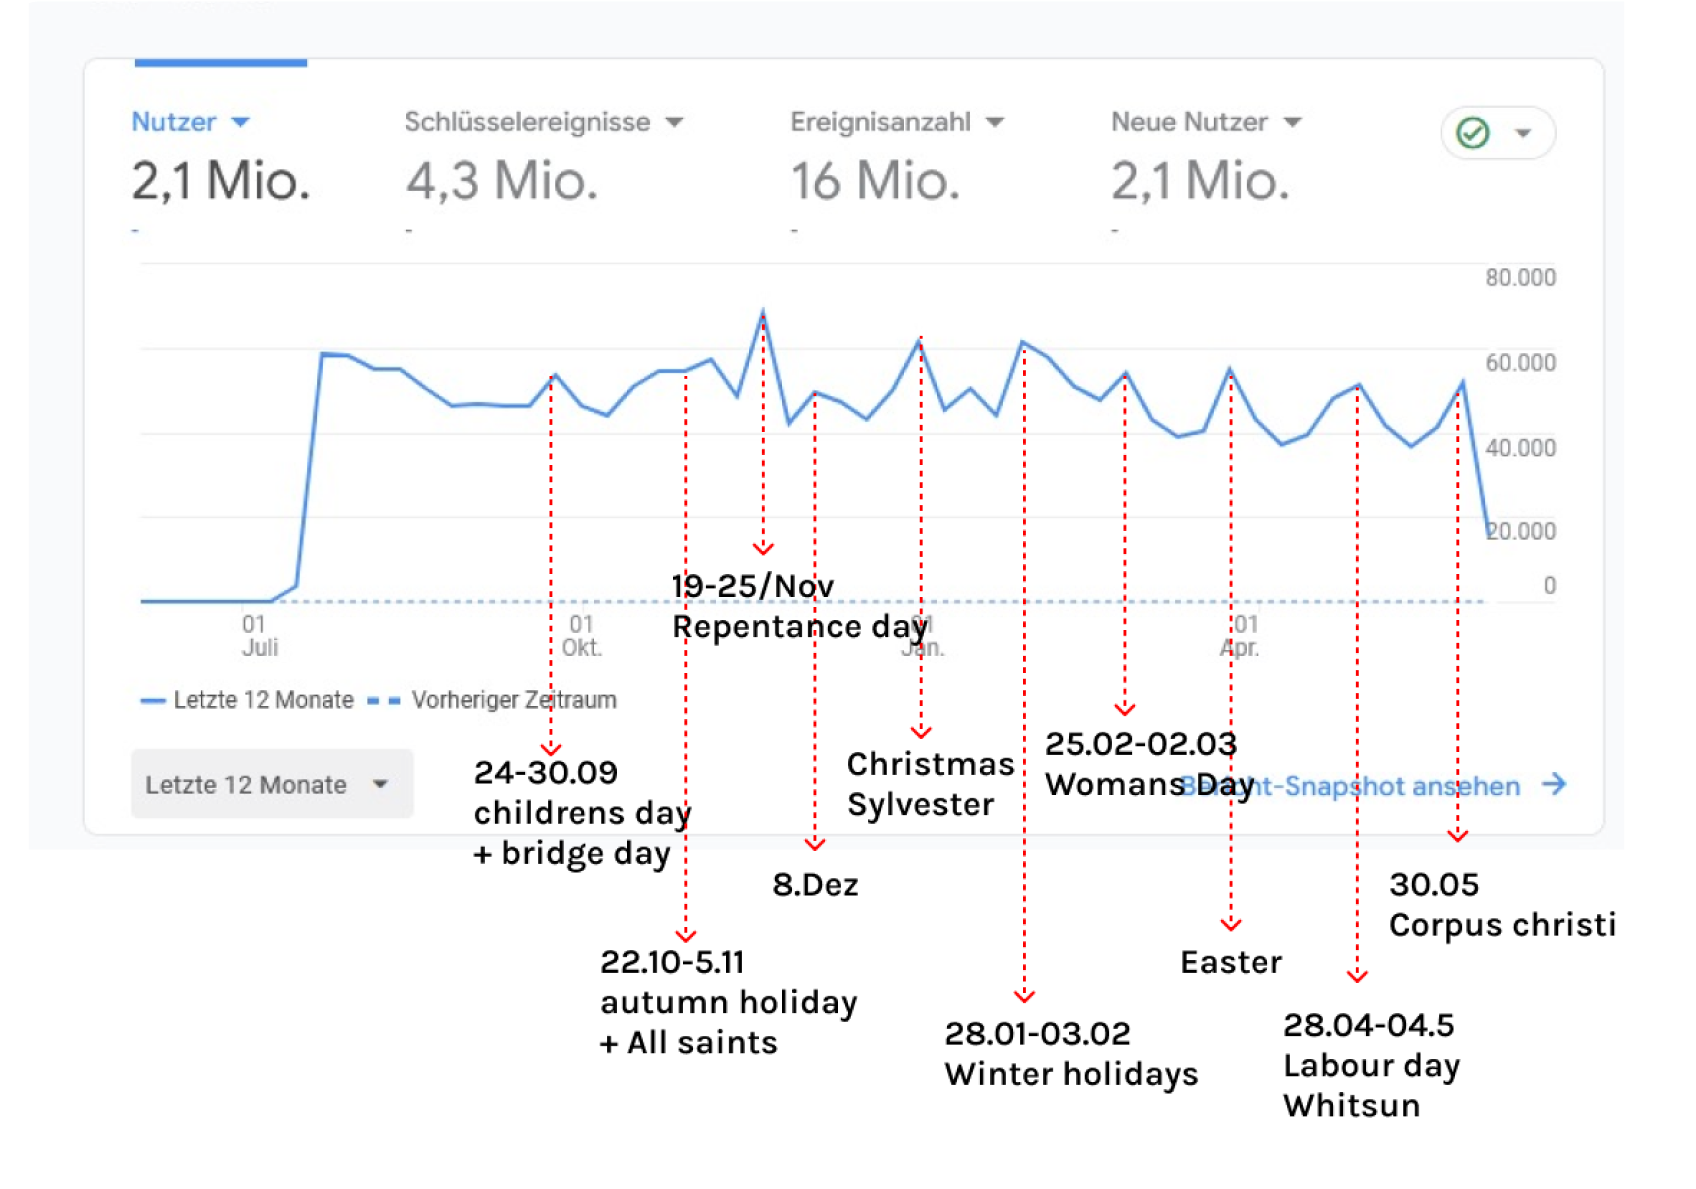 Nutzer
2,1 Mio.
-
Schlüsselereignisse
4,3 Mio.
-
Ereignisanzahl
16 Mio.
-
Neue Nutzer
2,1 Mio.
-
80.000
60.000
40.000
20.000
0
01
Juli
01
Okt.
01
Jan.
01
Apr.
19-25/Nov
Repentance day
Letzte 12 Monate
Vorheriger Zeitraum
Letzte 12 Monate
Bericht-Snapshot ansehen
24-30.09
childrens day
+ bridge day
22.10-5.11
autumn holiday
+ All saints
8.Dez
Christmas
Sylvester
28.01-03.02
Winter holidays
25.02-02.03
Womans Day
Easter
28.04-04.5
Labour day
Whitsun
30.05
Corpus christi